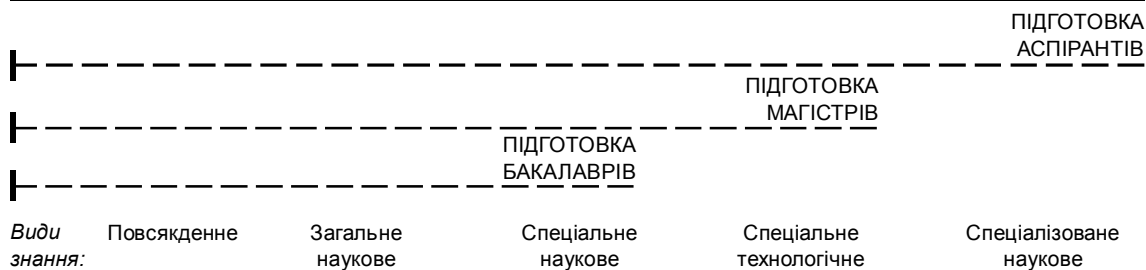 ПІДГОТОВКА
АСПІРАНТІВ
ПІДГОТОВКА
МАГІСТРІВ
ПІДГОТОВКА
БАКАЛАВРІВ
Види Повсякденне Загальне Спеціальне Спеціальне Спеціалізоване
знання: наукове наукове технологічне наукове